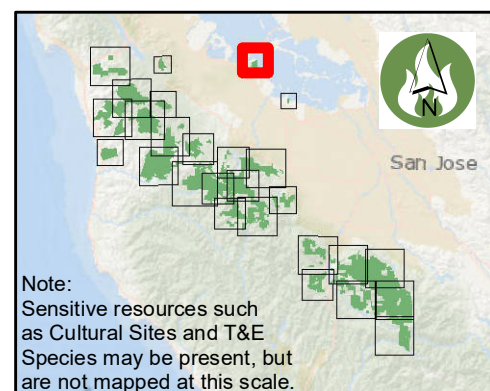 N
San Jose
Note:
Sensitive resources such
as Cultural Sites and T&E
Species may be present, but
are not mapped at this scale.